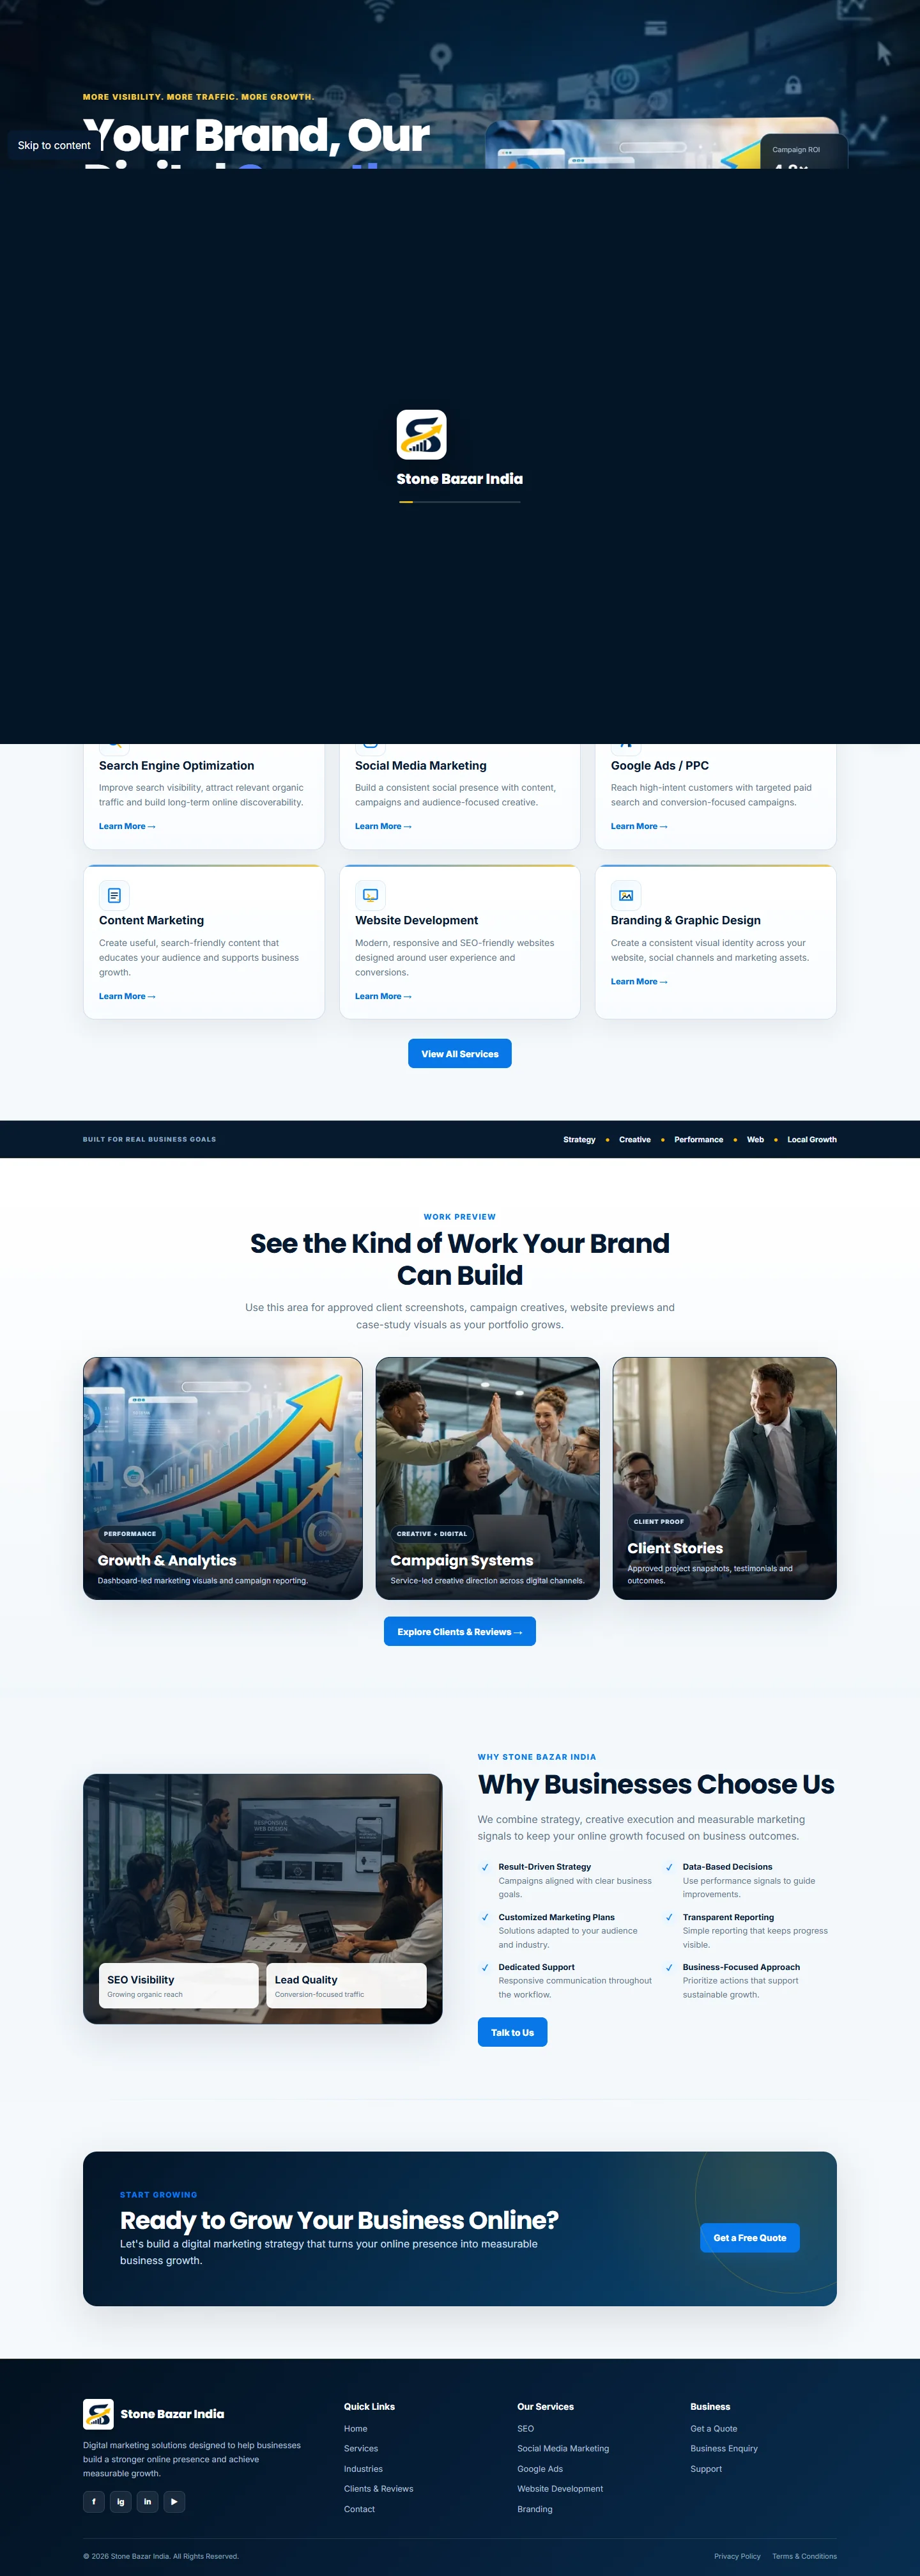 MORE VISIBILITY. MORE TRAFFIC. MORE GROWTH.
Your Brand, Our
Skip to content
Campaign ROI
Stone Bazar India
Search Engine Optimization
Improve search visibility, attract relevant organic
traffic and build long-term online discoverability.
Learn More →
Social Media Marketing
Build a consistent social presence with content,
campaigns and audience-focused creative.
Learn More →
Google Ads / PPC
Reach high-intent customers with targeted paid
search and conversion-focused campaigns.
Learn More →
Content Marketing
Create useful, search-friendly content that
educates your audience and supports business
growth.
Learn More →
Website Development
Modern, responsive and SEO-friendly websites
designed around user experience and
conversions.
Learn More →
Branding & Graphic Design
Create a consistent visual identity across your
website, social channels and marketing assets.
Learn More →
View All Services
BUILT FOR REAL BUSINESS GOALS
Strategy • Creative • Performance • Web • Local Growth
WORK PREVIEW
See the Kind of Work Your Brand
Can Build
Use this area for approved client screenshots, campaign creatives, website previews and
case-study visuals as your portfolio grows.
PERFORMANCE
Growth & Analytics
Dashboard-led marketing visuals and campaign reporting.
CREATIVE + DIGITAL
Campaign Systems
Service-led creative direction across digital channels.
CLIENT PROOF
Client Stories
Approved project snapshots, testimonials and
outcomes.
Explore Clients & Reviews →
RESPONSIVE
WEB DESIGN
SEO Visibility
Growing organic reach
Lead Quality
Conversion-focused traffic
WHY STONE BAZAR INDIA
Why Businesses Choose Us
We combine strategy, creative execution and measurable marketing
signals to keep your online growth focused on business outcomes.
✓ Result-Driven Strategy
Campaigns aligned with clear business
goals.
✓ Data-Based Decisions
Use performance signals to guide
improvements.
✓ Customized Marketing Plans
Solutions adapted to your audience
and industry.
✓ Transparent Reporting
Simple reporting that keeps progress
visible.
✓ Dedicated Support
Responsive communication throughout
the workflow.
✓ Business-Focused Approach
Prioritize actions that support
sustainable growth.
Talk to Us
START GROWING
Ready to Grow Your Business Online?
Let's build a digital marketing strategy that turns your online presence into measurable
business growth.
Get a Free Quote
Stone Bazar India
Digital marketing solutions designed to help businesses
build a stronger online presence and achieve
measurable growth.
f ig in ▶
Quick Links
Home
Services
Industries
Clients & Reviews
Contact
Our Services
SEO
Social Media Marketing
Google Ads
Website Development
Branding
Business
Get a Quote
Business Enquiry
Support
© 2026 Stone Bazar India. All Rights Reserved.
Privacy Policy Terms & Conditions